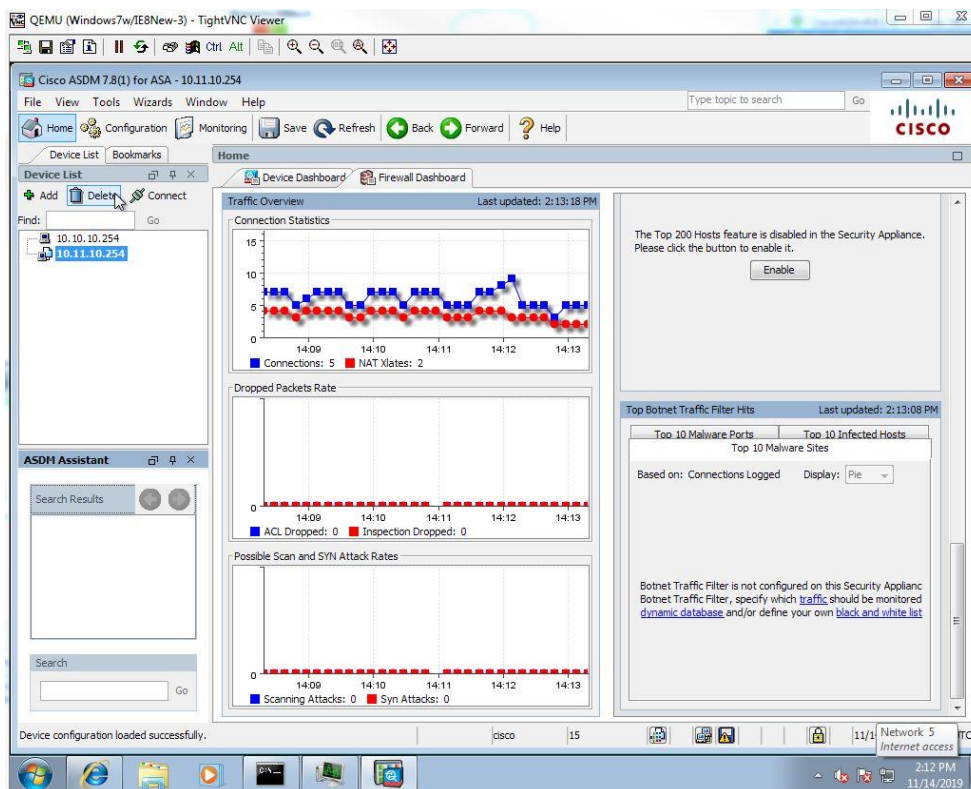 QEMU (Windows7w/IE8New-3) - TightVNC Viewer
Ctrl Alt
Cisco ASDM 7.8(1) for ASA - 10.11.10.254
File View Tools Wizards Window Help
Type topic to search Go
Home Configuration Monitoring Save Refresh Back Forward Help
CISCO
Device List Bookmarks
Home
Device List
Device Dashboard Firewall Dashboard
Add Delete Connect
Find: Go
10.10.10.254
10.11.10.254
Traffic Overview Last updated: 2:13:18 PM
Connection Statistics
15
10
5
0
14:09 14:10 14:11 14:12 14:13
Connections: 5 NAT Xlates: 2
Dropped Packets Rate
0
14:09 14:10 14:11 14:12 14:13
ACL Dropped: 0 Inspection Dropped: 0
Possible Scan and SYN Attack Rates
0
14:09 14:10 14:11 14:12 14:13
Scanning Attacks: 0 Syn Attacks: 0
The Top 200 Hosts feature is disabled in the Security Appliance.
Please click the button to enable it.
Enable
Top Botnet Traffic Filter Hits Last updated: 2:13:08 PM
Top 10 Malware Ports Top 10 Infected Hosts
Top 10 Malware Sites
Based on: Connections Logged Display: Pie
Botnet Traffic Filter is not configured on this Security Applianc
Botnet Traffic Filter, specify which traffic should be monitored
dynamic database and/or define your own black and white list
ASDM Assistant
Search Results
Search
Go
Device configuration loaded successfully.
cisco 15
Network 5
Internet access
2:12 PM
11/14/2019